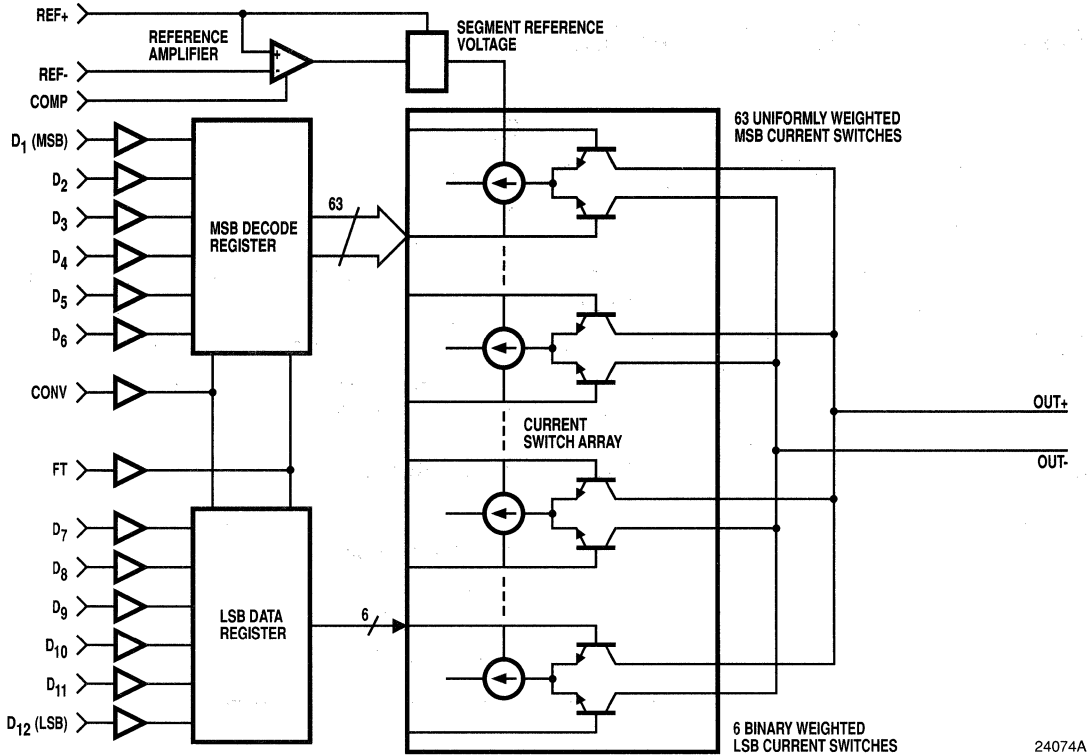 REF+
REFERENCE
AMPLIFIER
SEGMENT REFERENCE
VOLTAGE
+
-
REF-
COMP
63 UNIFORMLY WEIGHTED
MSB CURRENT SWITCHES
D1 (MSB)
D2
D3
D4
D5
D6
MSB DECODE
REGISTER
63
CONV
FT
CURRENT
SWITCH ARRAY
OUT+
OUT-
D7
D8
D9
D10
D11
D12 (LSB)
LSB DATA
REGISTER
6
6 BINARY WEIGHTED
LSB CURRENT SWITCHES
24074A